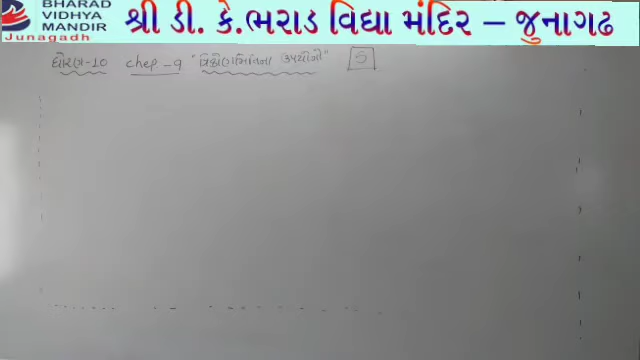 BHARAD
VIDHYA
MANDIR
Junagadh
શ્રી ડી. કે.ભરાડ વિદ્યા મંદિર – જુનાગઢ
ધોરણ-10 chep-9 "ત્રિકોણમિતિના ઉપયોગો" 5